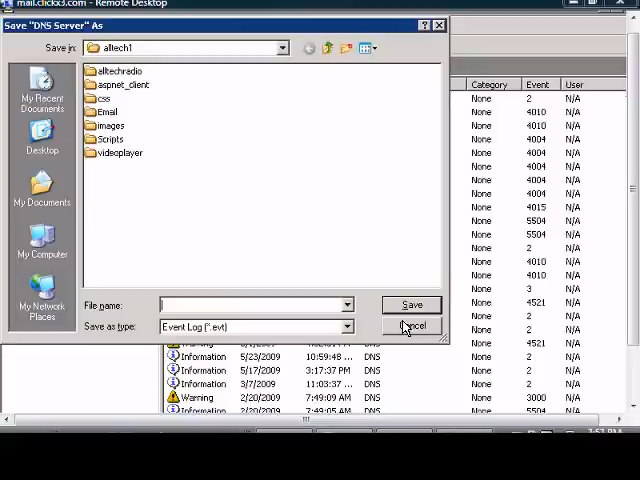 mail.clickx3.com - Remote Desktop
Save "DNS Server" As
Save in: alltech1
My Recent Documents
Desktop
My Documents
My Computer
My Network Places
alltechradio
aspnet_client
css
Email
images
Scripts
videoplayer
File name:
Save
Save as type: Event Log (*.evt)
Cancel
Category Event User
None 2 N/A
None 4010 N/A
None 4010 N/A
None 4004 N/A
None 4004 N/A
None 4004 N/A
None 4004 N/A
None 4004 N/A
None 4015 N/A
None 5504 N/A
None 5504 N/A
None 2 N/A
None 4010 N/A
None 4010 N/A
None 3 N/A
None 4521 N/A
None 2 N/A
None 2 N/A
None 4521 N/A
Information 5/23/2009 10:59:48 ... DNS None 2 N/A
Information 5/17/2009 3:17:37 PM DNS None 2 N/A
Information 3/7/2009 11:03:37 ... DNS None 2 N/A
Warning 2/20/2009 7:49:09 AM DNS None 3000 N/A
Information 2/20/2009 7:49:05 AM DNS None 5504 N/A